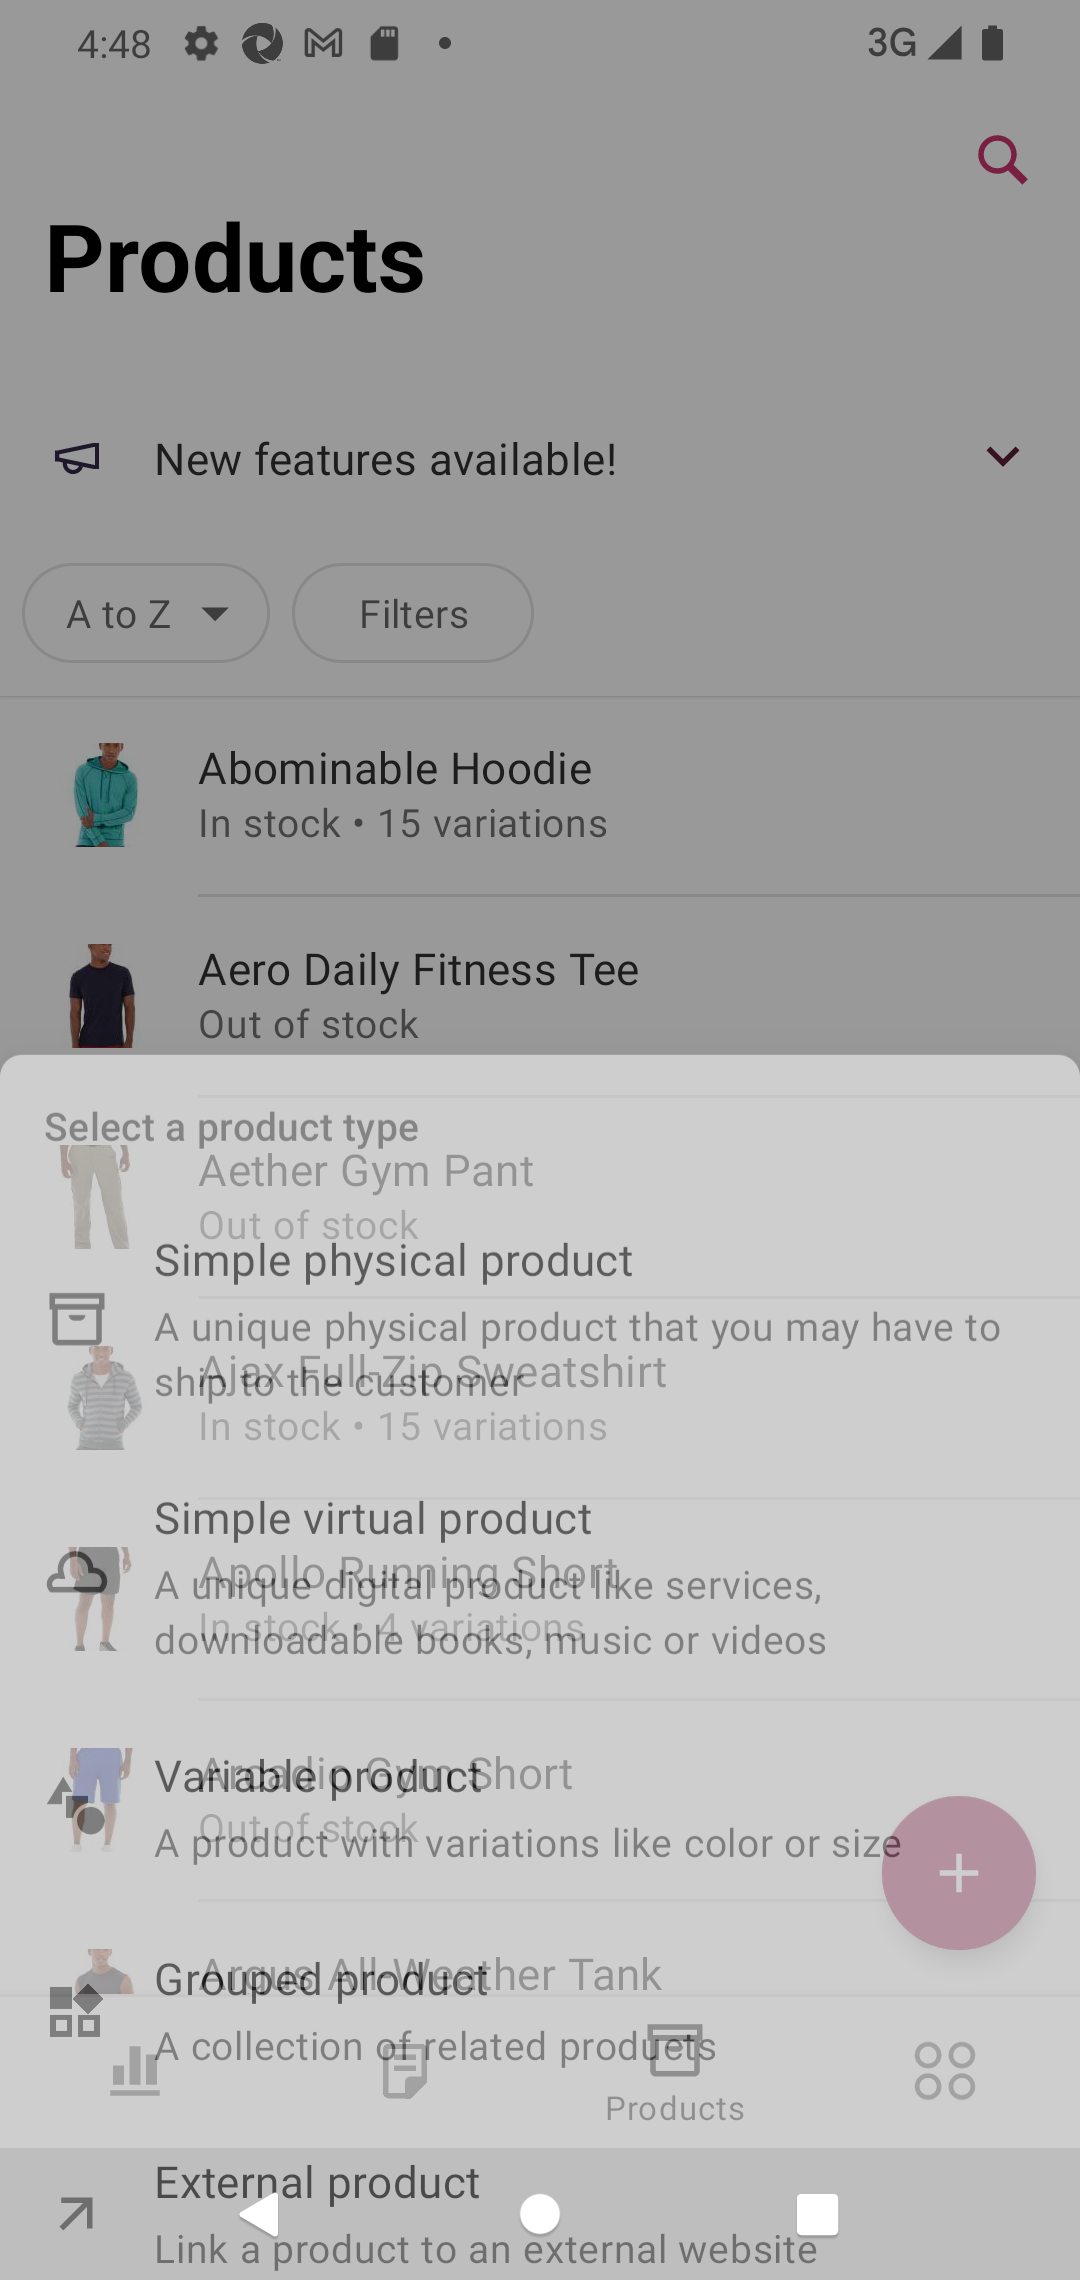 4:48
3G
Products
New features available!
A to Z
Filters
Abominable Hoodie
In stock • 15 variations
Aero Daily Fitness Tee
Out of stock
Select a product type
Aether Gym Pant
Out of stock
Simple physical product
A unique physical product that you may have to
ship to the customer
Ajax Full-Zip Sweatshirt
In stock • 15 variations
Simple virtual product
A unique digital product like services,
downloadable books, music or videos
Apollo Running Short
In stock • 4 variations
Variable product
A product with variations like color or size
Arcadio Gym Short
Out of stock
Grouped product
A collection of related products
Argus All-Weather Tank
Products
External product
Link a product to an external website